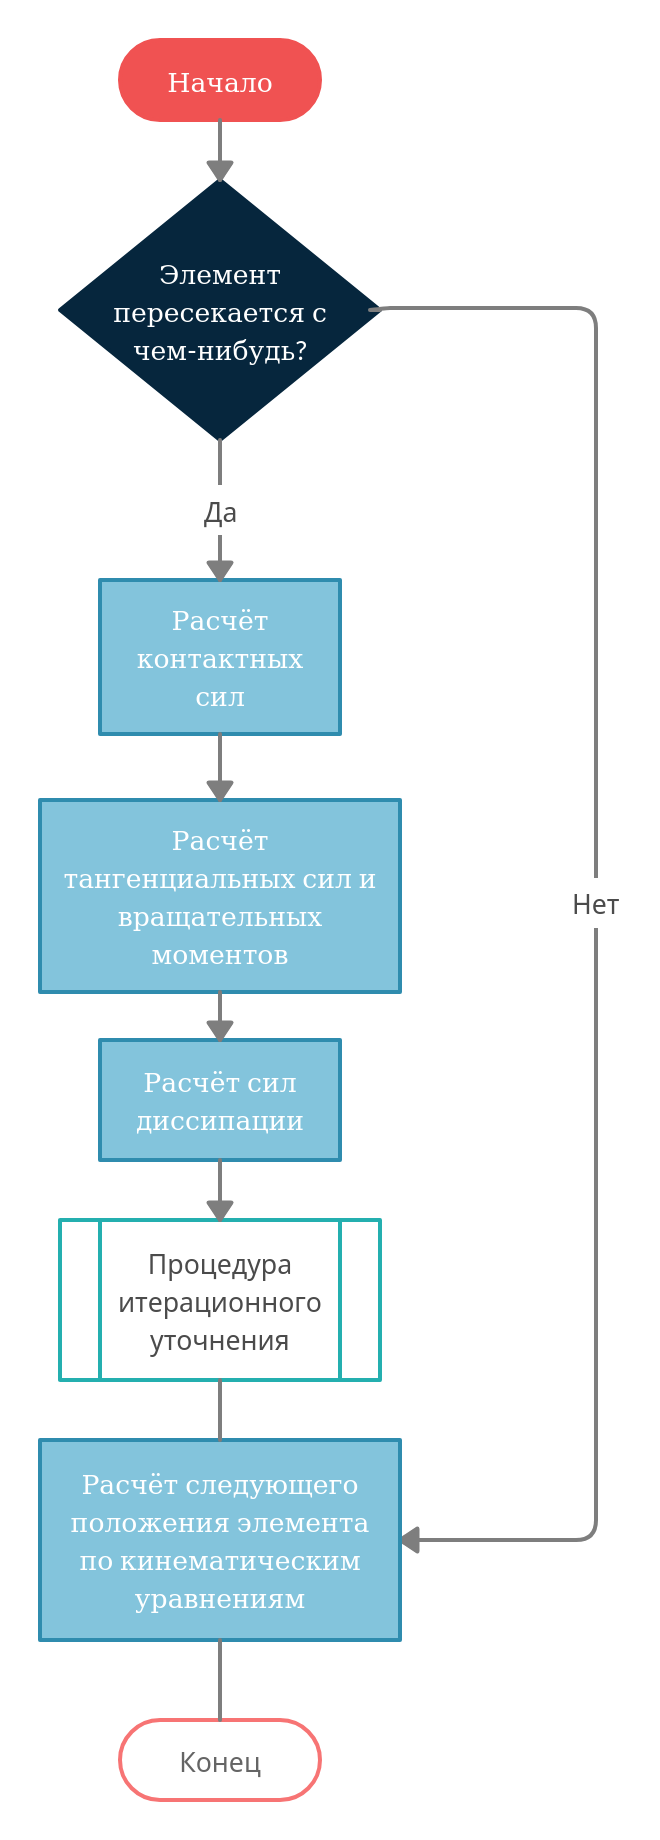 Начало
Элемент
пересекается с
чем-нибудь?
Да
Расчёт
контактных
сил
Расчёт
тангенциальных сил и
вращательных
моментов
Нет
Расчёт сил
диссипации
Процедура
итерационного
уточнения
Расчёт следующего
положения элемента
по кинематическим
уравнениям
Конец